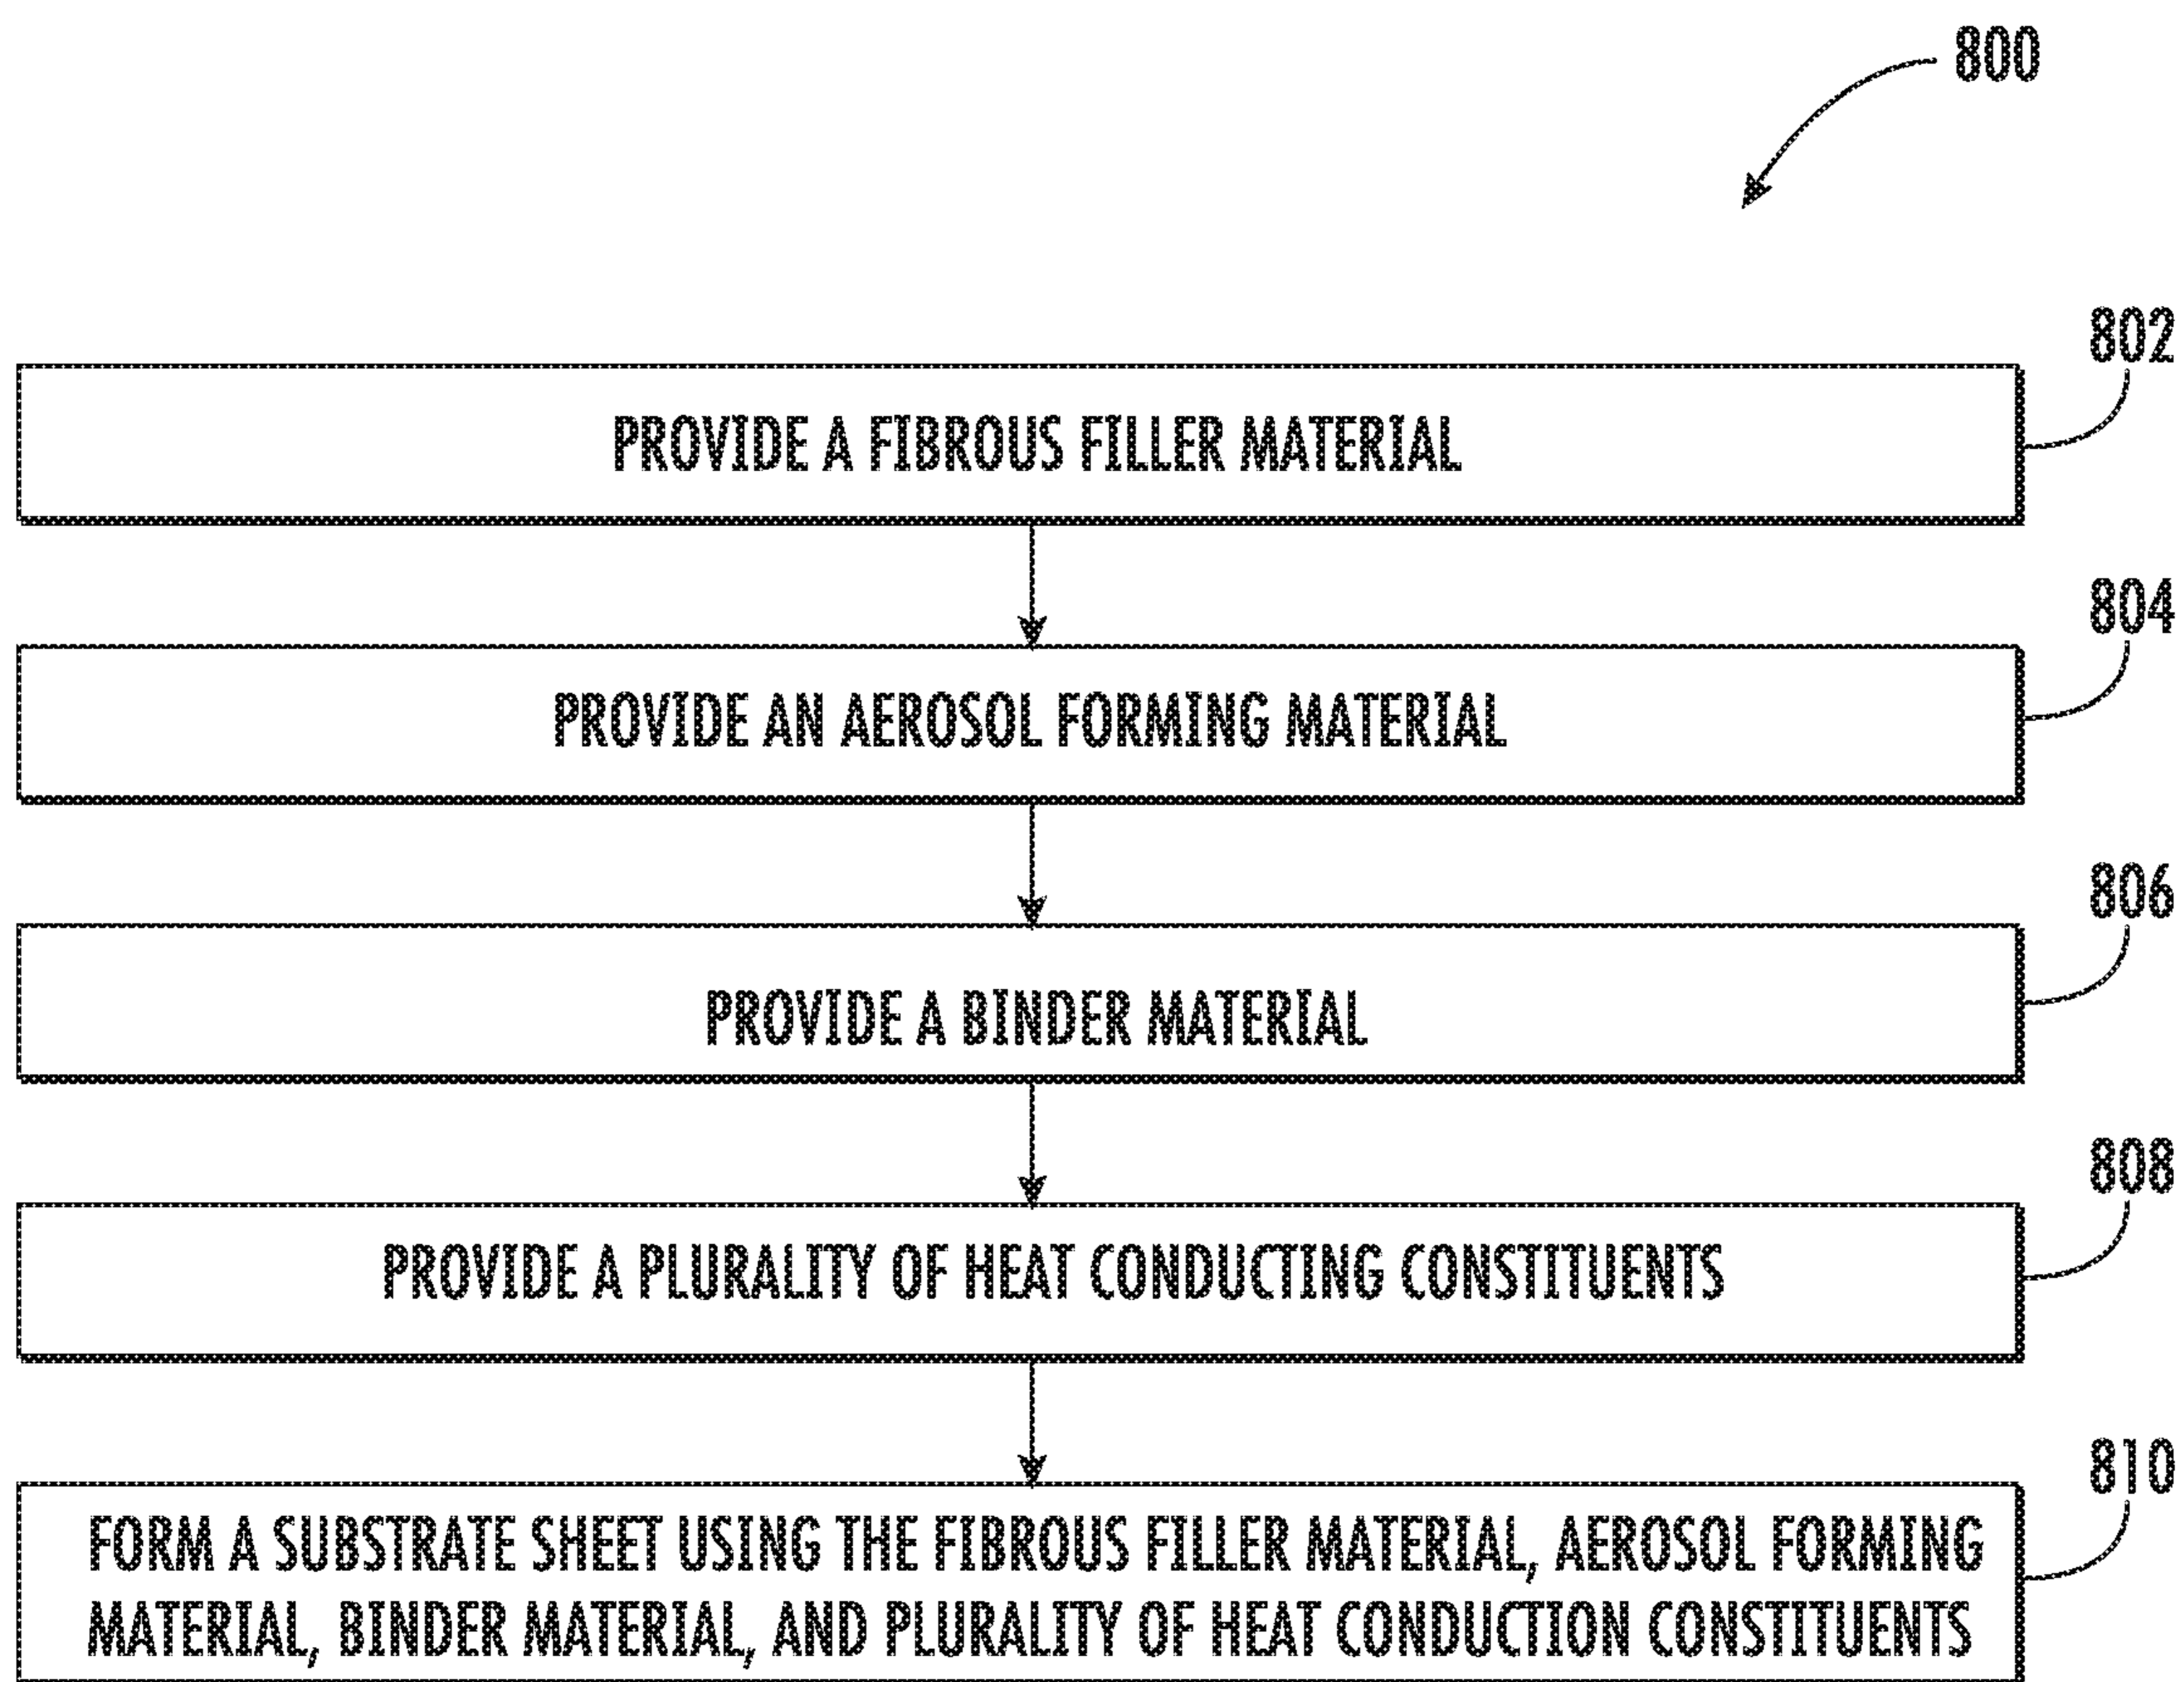 800
802
PROVIDE A FIBROUS FILLER MATERIAL
804
PROVIDE AN AEROSOL FORMING MATERIAL
806
PROVIDE A BINDER MATERIAL
808
PROVIDE A PLURALITY OF HEAT CONDUCTING CONSTITUENTS
810
FORM A SUBSTRATE SHEET USING THE FIBROUS FILLER MATERIAL, AEROSOL FORMING
MATERIAL, BINDER MATERIAL, AND PLURALITY OF HEAT CONDUCTION CONSTITUENTS